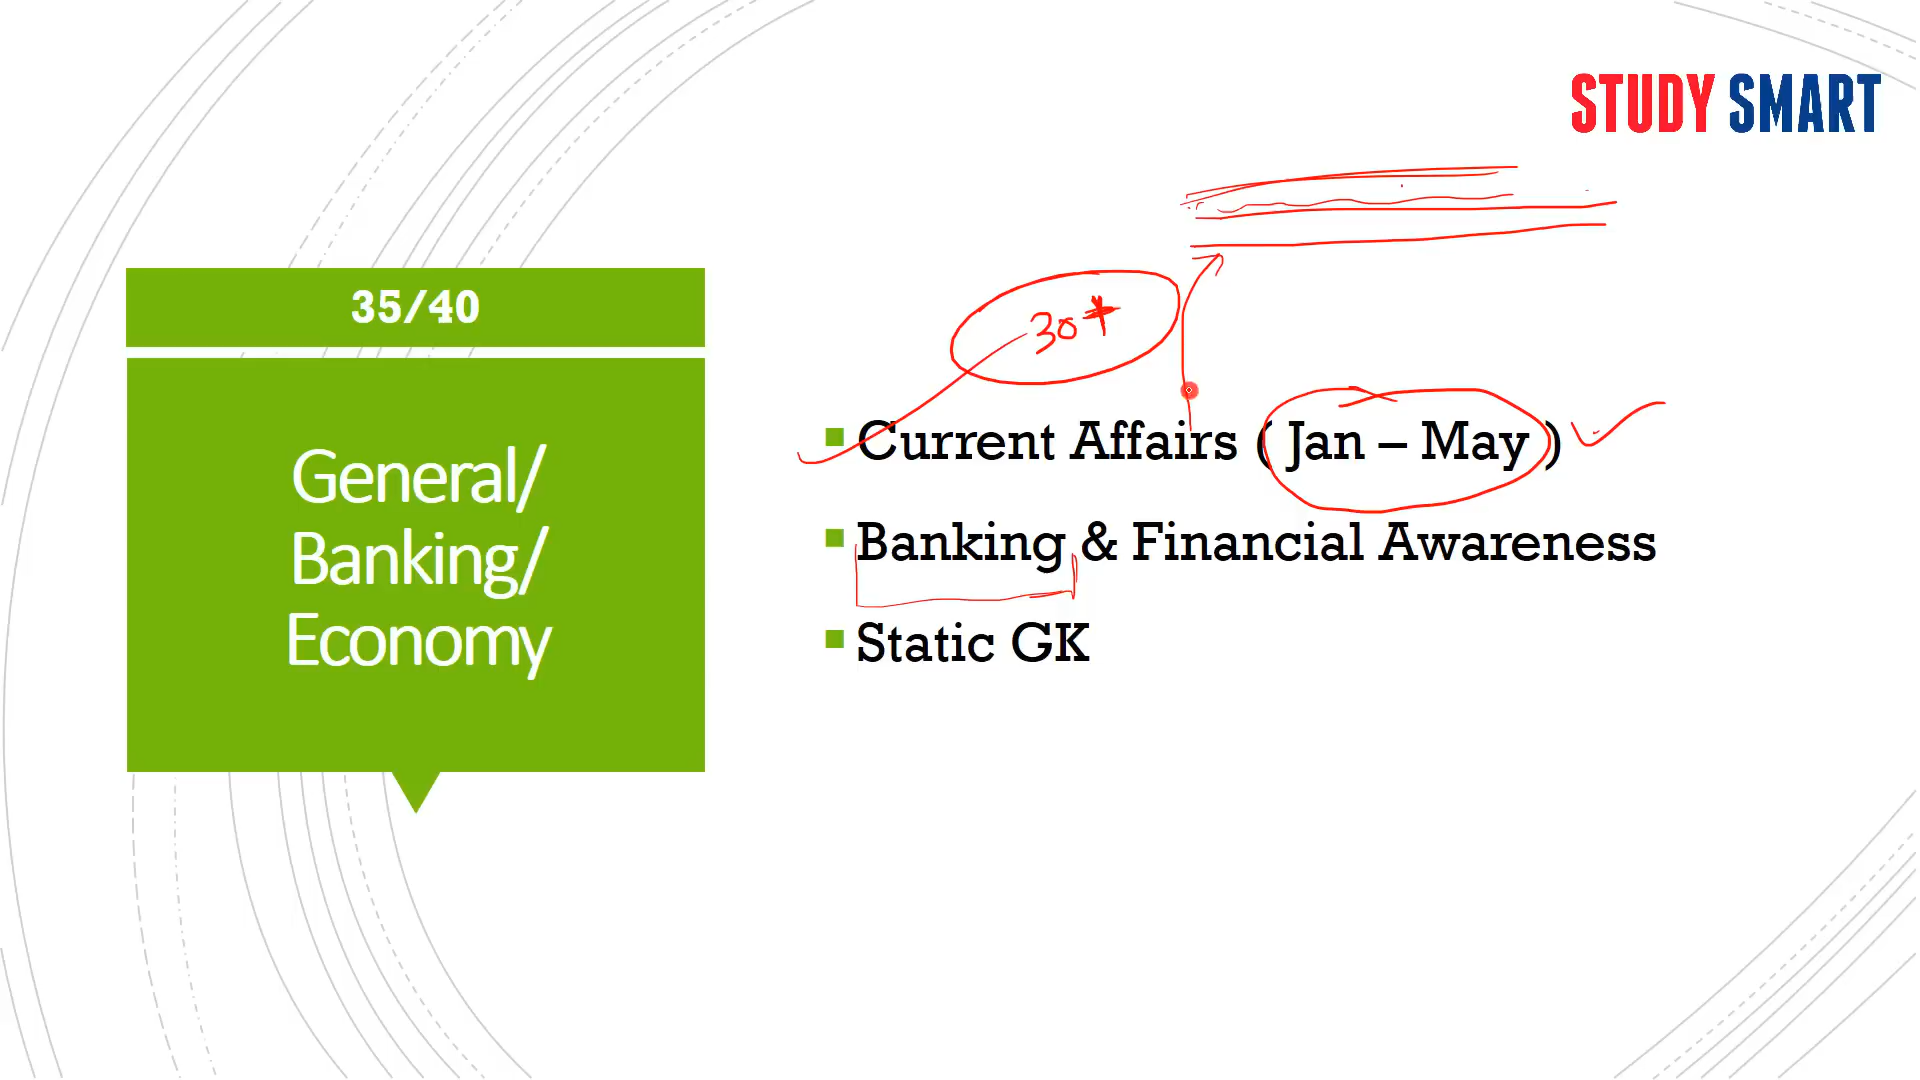 STUDY SMART
35/40
General/
Banking/
Economy
30+
Current Affairs ( Jan – May )
Banking & Financial Awareness
Static GK